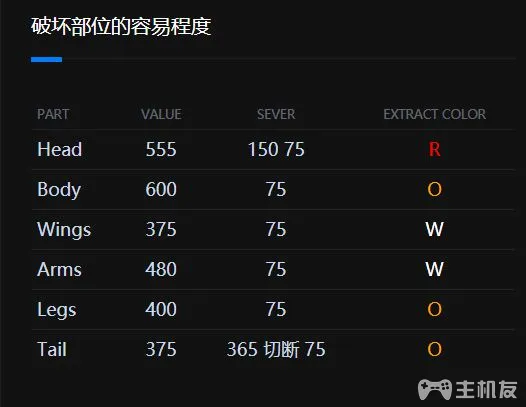 破坏部位的容易程度
PART VALUE SEVER EXTRACT COLOR
Head 555 150 75 R
Body 600 75 O
Wings 375 75 W
Arms 480 75 W
Legs 400 75 O
Tail 375 365 切断 75 O
主机友